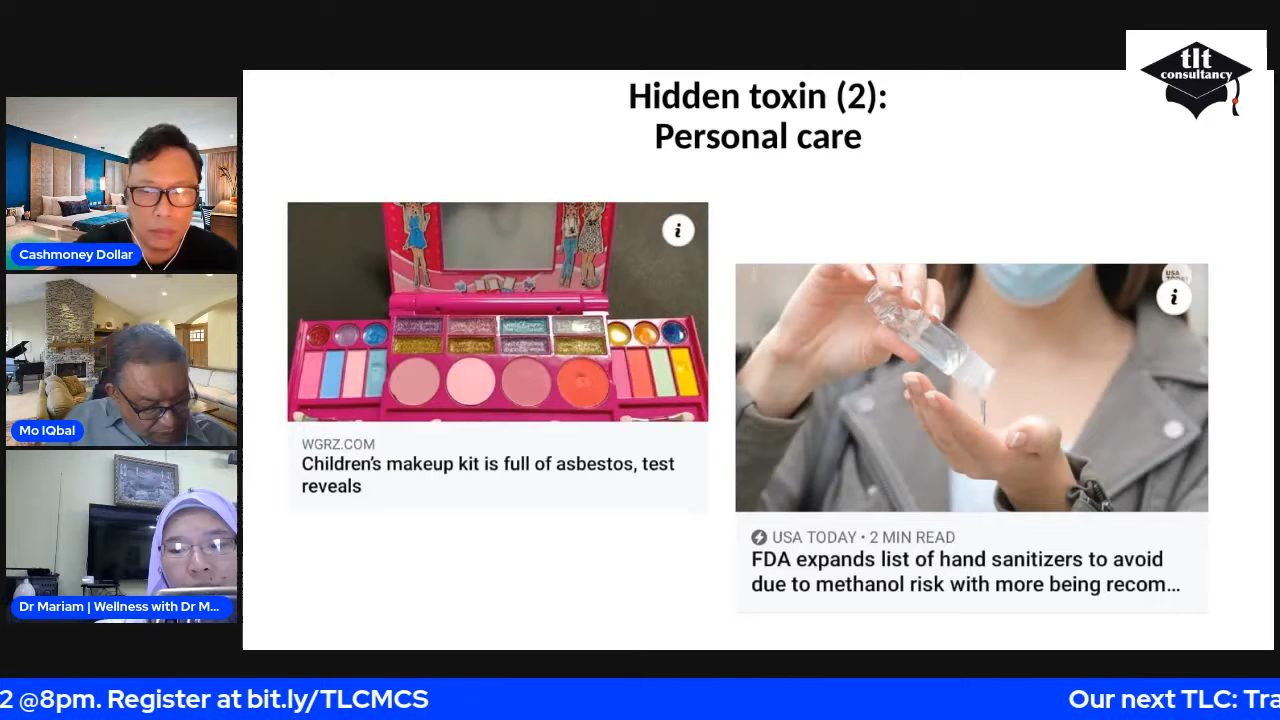 tlt
consultancy
Hidden toxin (2):
Personal care
Cashmoney Dollar
Mo IQbal
Dr Mariam | Wellness with Dr M...
i
WGRZ.COM
Children's makeup kit is full of asbestos, test
reveals
USA
TODAY
i
USA TODAY • 2 MIN READ
FDA expands list of hand sanitizers to avoid
due to methanol risk with more being recom...
2 @8pm. Register at bit.ly/TLCMCS
Our next TLC: Tra